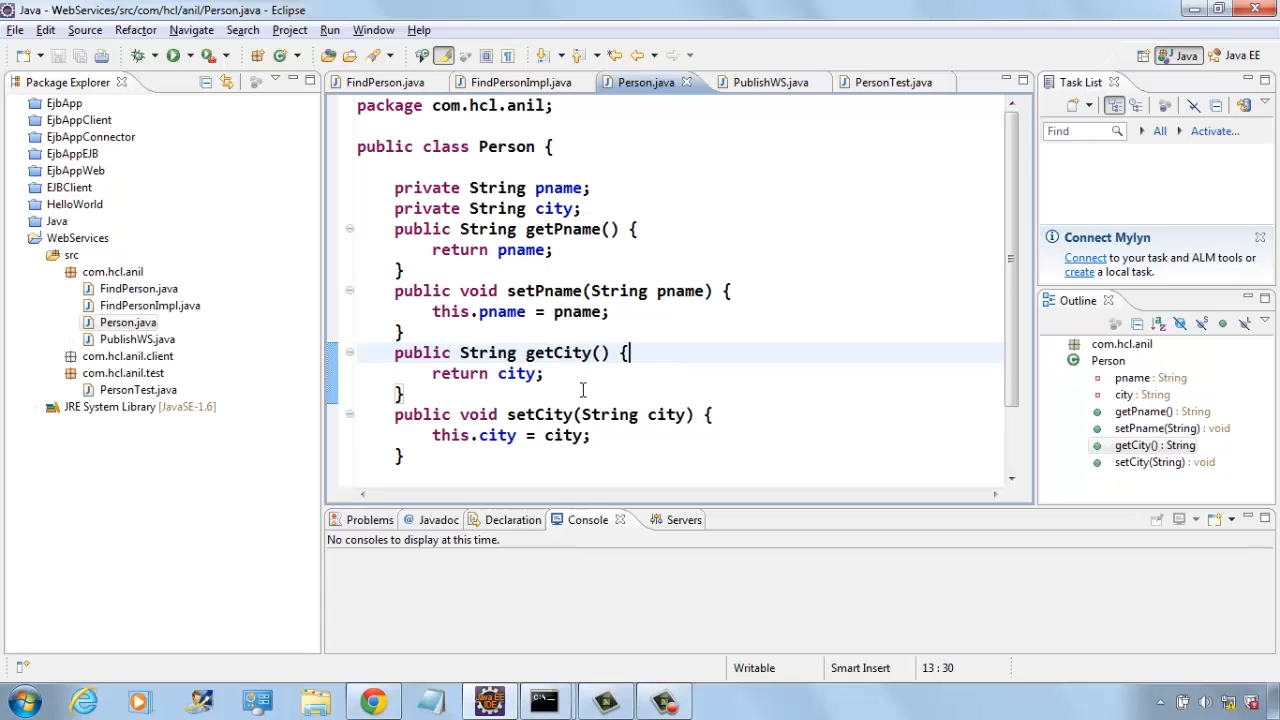 Java - WebServices/src/com/hcl/anil/Person.java - Eclipse
File Edit Source Refactor Navigate Search Project Run Window Help
Java Java EE
Package Explorer
EjbApp
EjbAppClient
EjbAppConnector
EjbAppEJB
EjbAppWeb
EJBClient
HelloWorld
Java
WebServices
src
com.hcl.anil
FindPerson.java
FindPersonImpl.java
Person.java
PublishWS.java
com.hcl.anil.client
com.hcl.anil.test
PersonTest.java
JRE System Library [JavaSE-1.6]
FindPerson.java FindPersonImpl.java Person.java PublishWS.java PersonTest.java
package com.hcl.anil;
public class Person {
private String pname;
private String city;
public String getPname() {
return pname;
}
public void setPname(String pname) {
this.pname = pname;
}
public String getCity() {
return city;
}
public void setCity(String city) {
this.city = city;
}
Task List
Find All Activate...
Connect Mylyn
Connect to your task and ALM tools or
create a local task.
Outline
com.hcl.anil
Person
pname : String
city : String
getPname() : String
setPname(String) : void
getCity() : String
setCity(String) : void
Problems @ Javadoc Declaration Console Servers
No consoles to display at this time.
Writable Smart Insert 13 : 30
Java EE
IDE